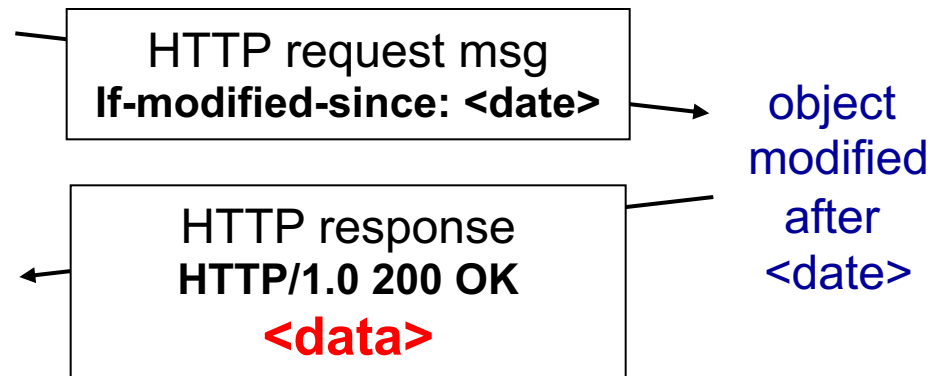 HTTP request msg
If-modified-since: <date>
object
modified
after
<date>
HTTP response
HTTP/1.0 200 OK
<data>